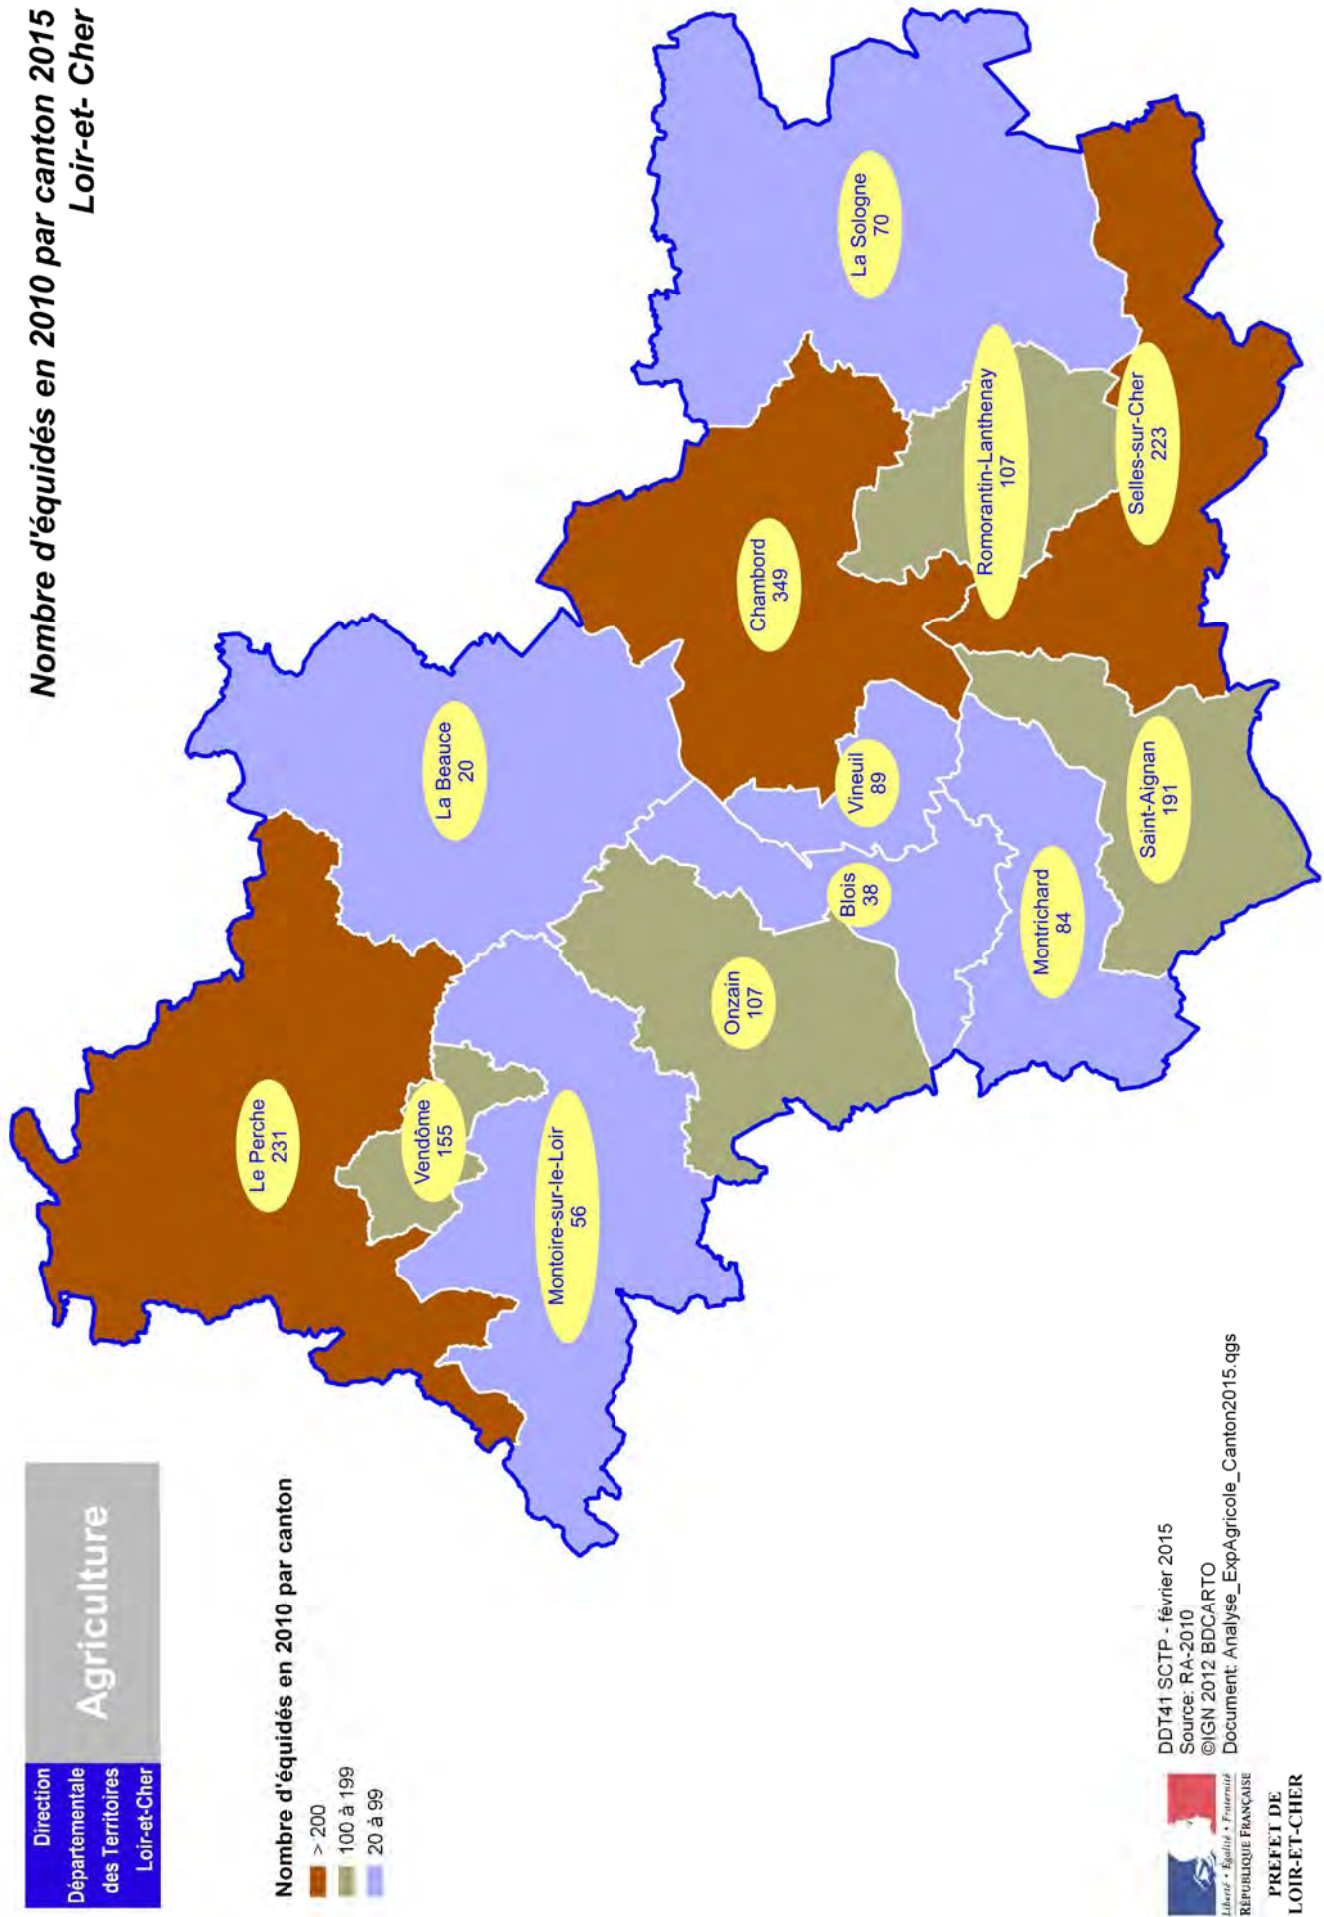 Nombre d'équidés en 2010 par canton 2015
Loir-et- Cher
Direction
Départementale
des Territoires
Loir-et-Cher
Agriculture
Nombre d'équidés en 2010 par canton
> 200
100 à 199
20 à 99
Le Perche
231
Vendôme
155
Montoire-sur-le-Loir
56
La Beauce
20
Onzain
107
Blois
38
Vineuil
89
Chambord
349
La Sologne
70
Romorantin-Lanthenay
107
Selles-sur-Cher
223
Saint-Aignan
191
Montrichard
84
Liberté • Égalité • Fraternité
RÉPUBLIQUE FRANÇAISE
PREFET DE
LOIR-ET-CHER
DDT41 SCTP - février 2015
Source: RA-2010
©IGN 2012 BDCARTO
Document: Analyse_ExpAgricole_Canton2015.qgs